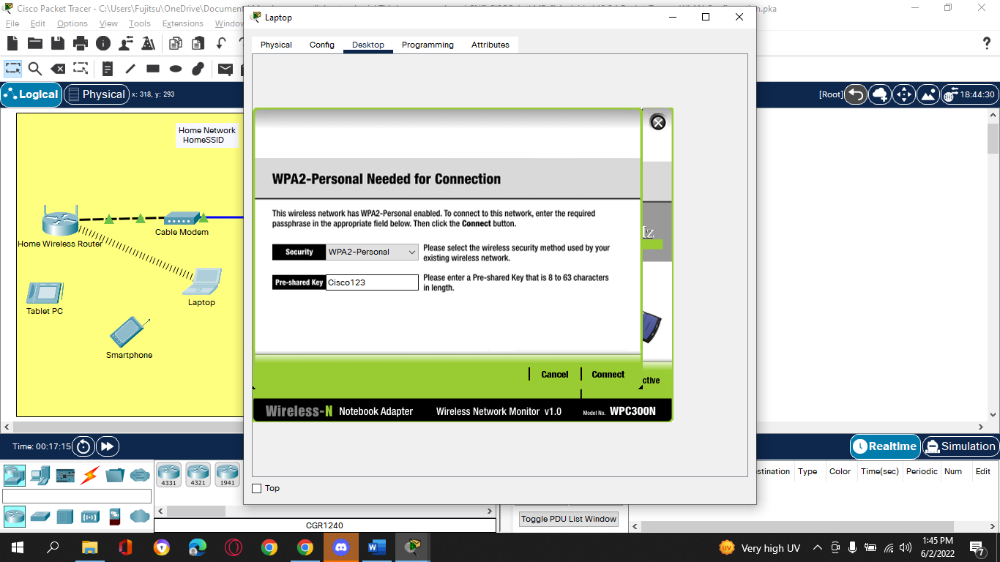 Cisco Packet Tracer - C:\Users\Fujitsu\OneDrive\Document
n.pka
Laptop
File Edit Options View Tools Extensions Window
Physical Config Desktop Programming Attributes
?
Logical Physical x: 318, y: 293
[Root] 18:44:30
Home Network
HomeSSID
WPA2-Personal Needed for Connection
This wireless network has WPA2-Personal enabled. To connect to this network, enter the required
passphrase in the appropriate field below. Then click the Connect button.
Security WPA2-Personal Please select the wireless security method used by your
existing wireless network.
Pre-shared Key Cisco123 Please enter a Pre-shared Key that is 8 to 63 characters
in length.
Cancel Connect
ctive
Wireless-N Notebook Adapter Wireless Network Monitor v1.0 Model No. WPC300N
Home Wireless Router
Cable Modem
Laptop
Tablet PC
Smartphone
Time: 00:17:15
Realtime Simulation
4331 4321 1941
Top
stination Type Color Time(sec) Periodic Num Edit
CGR1240
Toggle PDU List Window
UV Very high UV
1:45 PM
6/2/2022
7